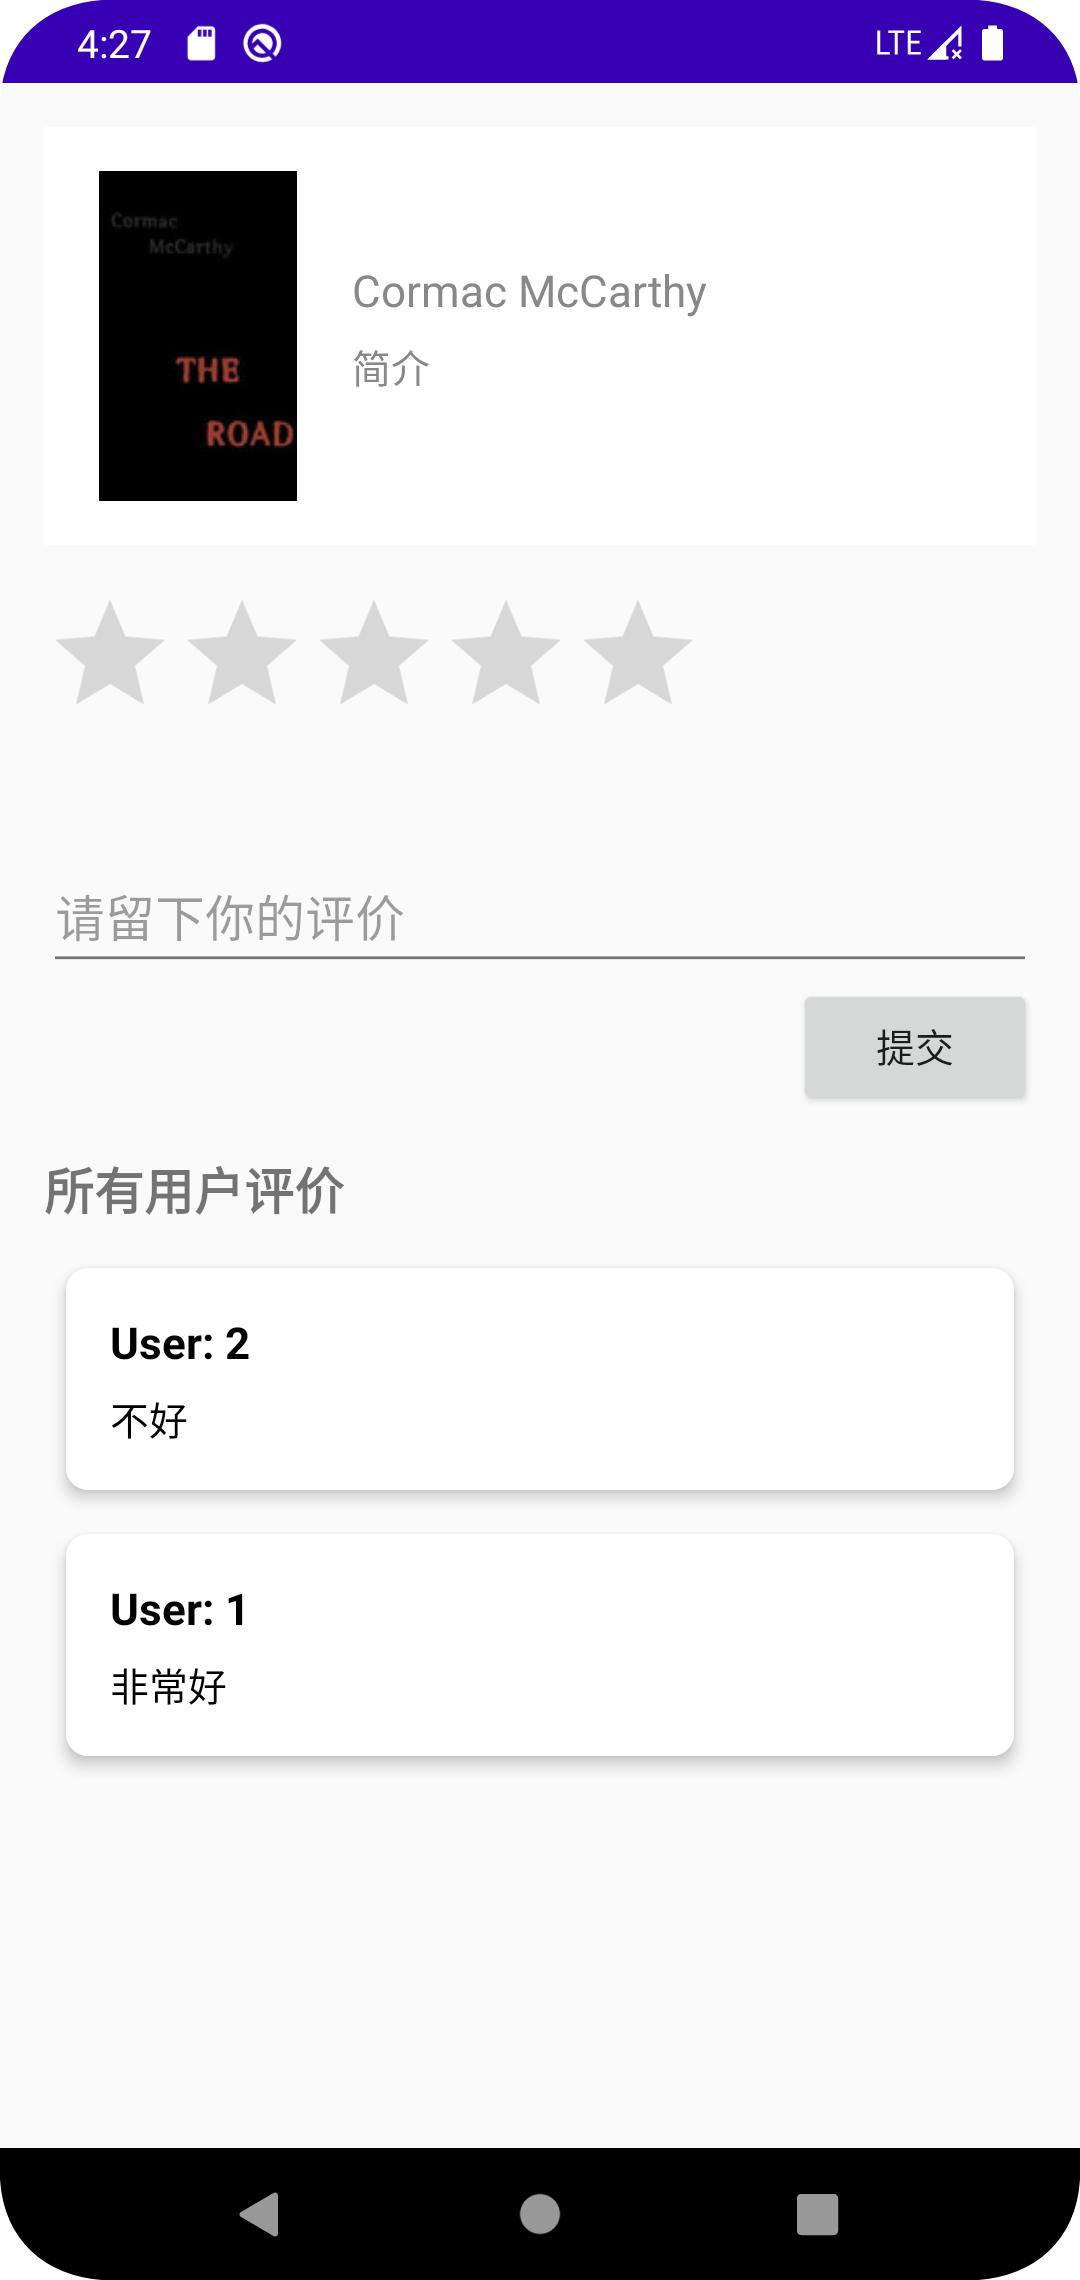 4:27
LTE
Cormac
McCarthy
THE
ROAD
Cormac McCarthy
简介
请留下你的评价
提交
所有用户评价
User: 2
不好
User: 1
非常好